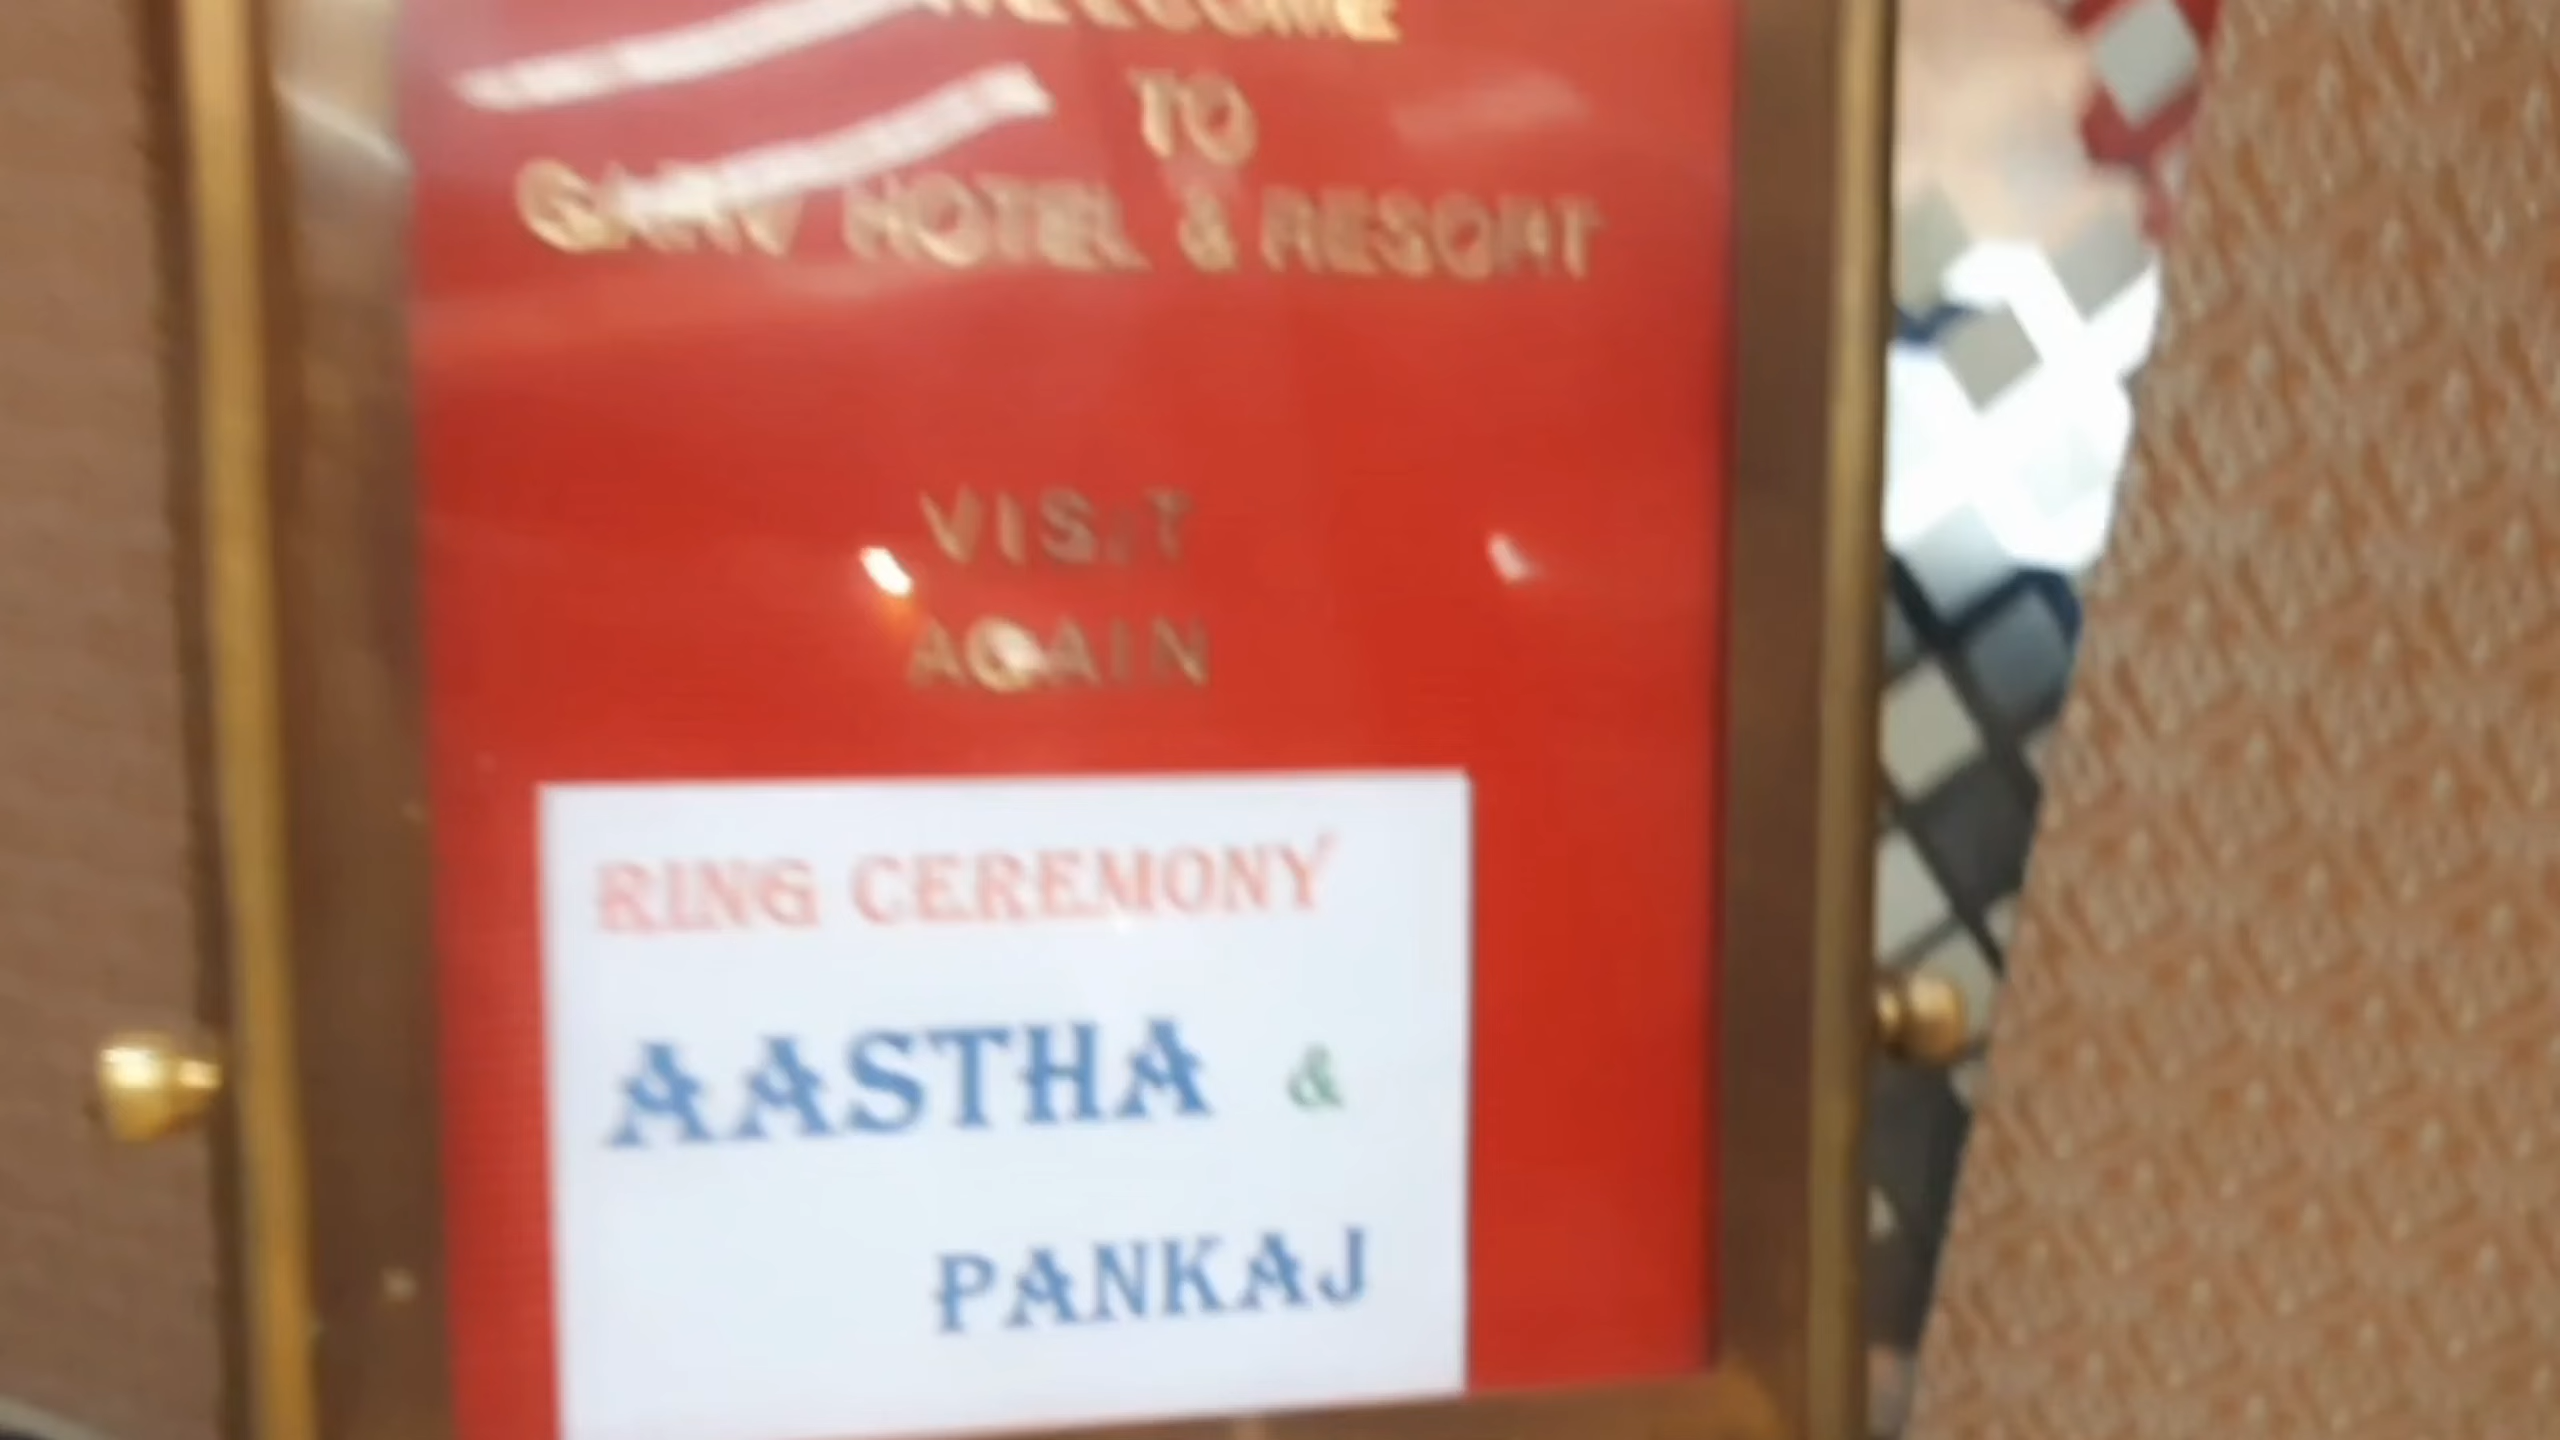 WELCOME
TO
HOTEL & RESORT
VISIT
AGAIN
RING CEREMONY
AASTHA &
PANKAJ